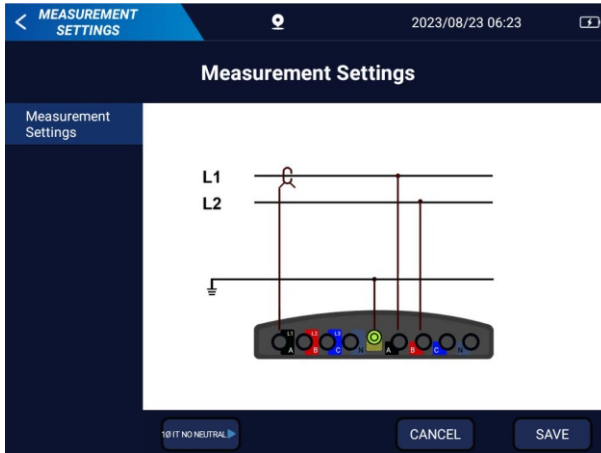 MEASUREMENT
SETTINGS
2023/08/23 06:23
Measurement Settings
Measurement
Settings
L1
L2
L1 L2 L3
A B C N A B C N
1Ø IT NO NEUTRAL
CANCEL
SAVE